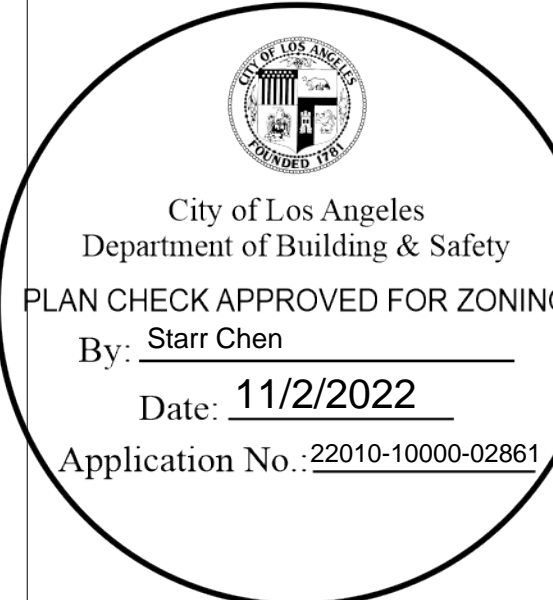 CITY OF LOS ANGELES
FOUNDED 1781
City of Los Angeles
Department of Building & Safety
PLAN CHECK APPROVED FOR ZONING
By: Starr Chen
Date: 11/2/2022
Application No.: 22010-10000-02861